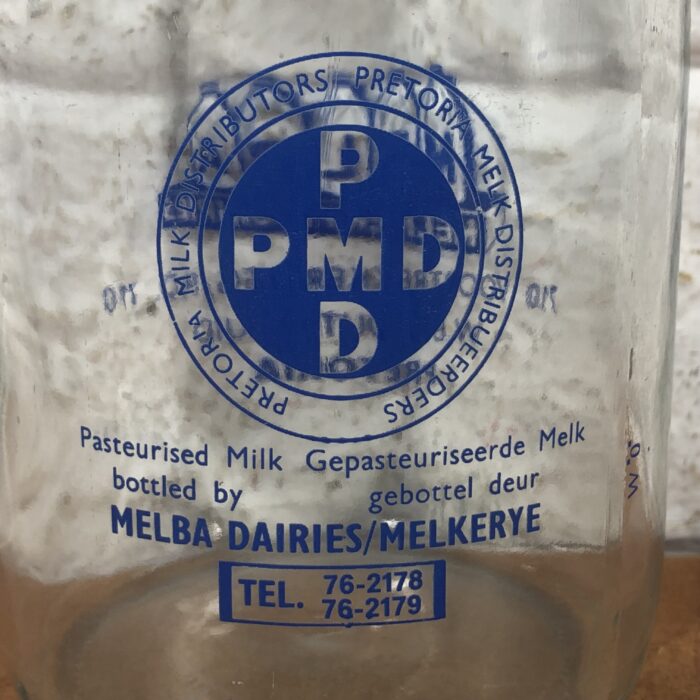 PRETORIA MILK DISTRIBUTORS PRETORIA MELK DISTRIBUEERDERS
P
PMD
D
Pasteurised Milk Gepasteuriseerde Melk
bottled by gebottel deur
MELBA DAIRIES/MELKERYE
TEL. 76-2178
76-2179